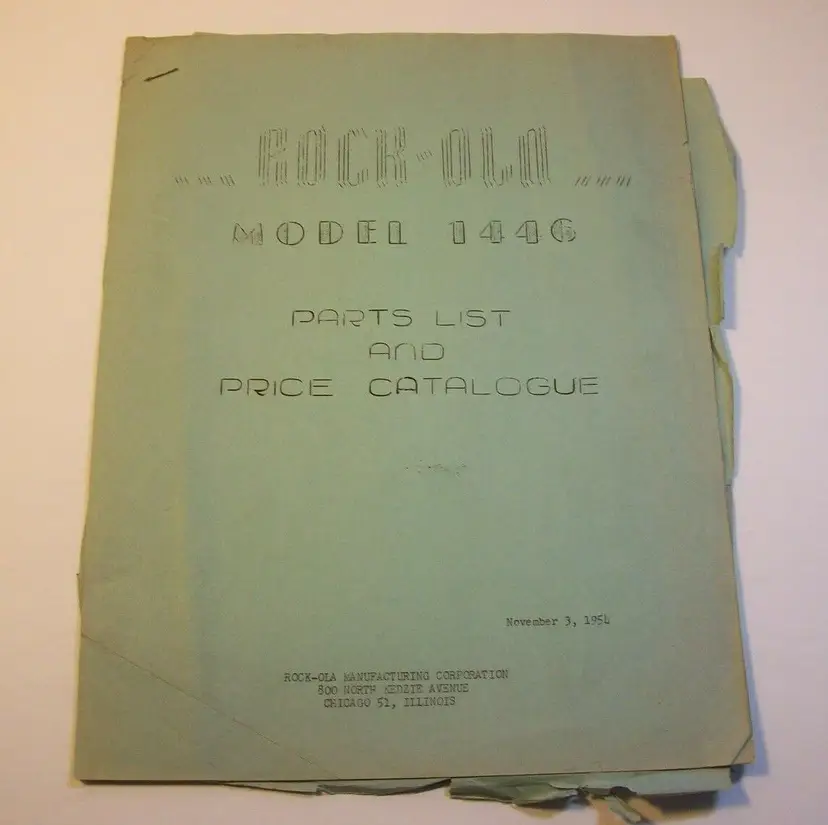 ROCK-OLA
MODEL 1446
PARTS LIST
AND
PRICE CATALOGUE
November 3, 1954
ROCK-OLA MANUFACTURING CORPORATION
800 NORTH KEDZIE AVENUE
CHICAGO 51, ILLINOIS